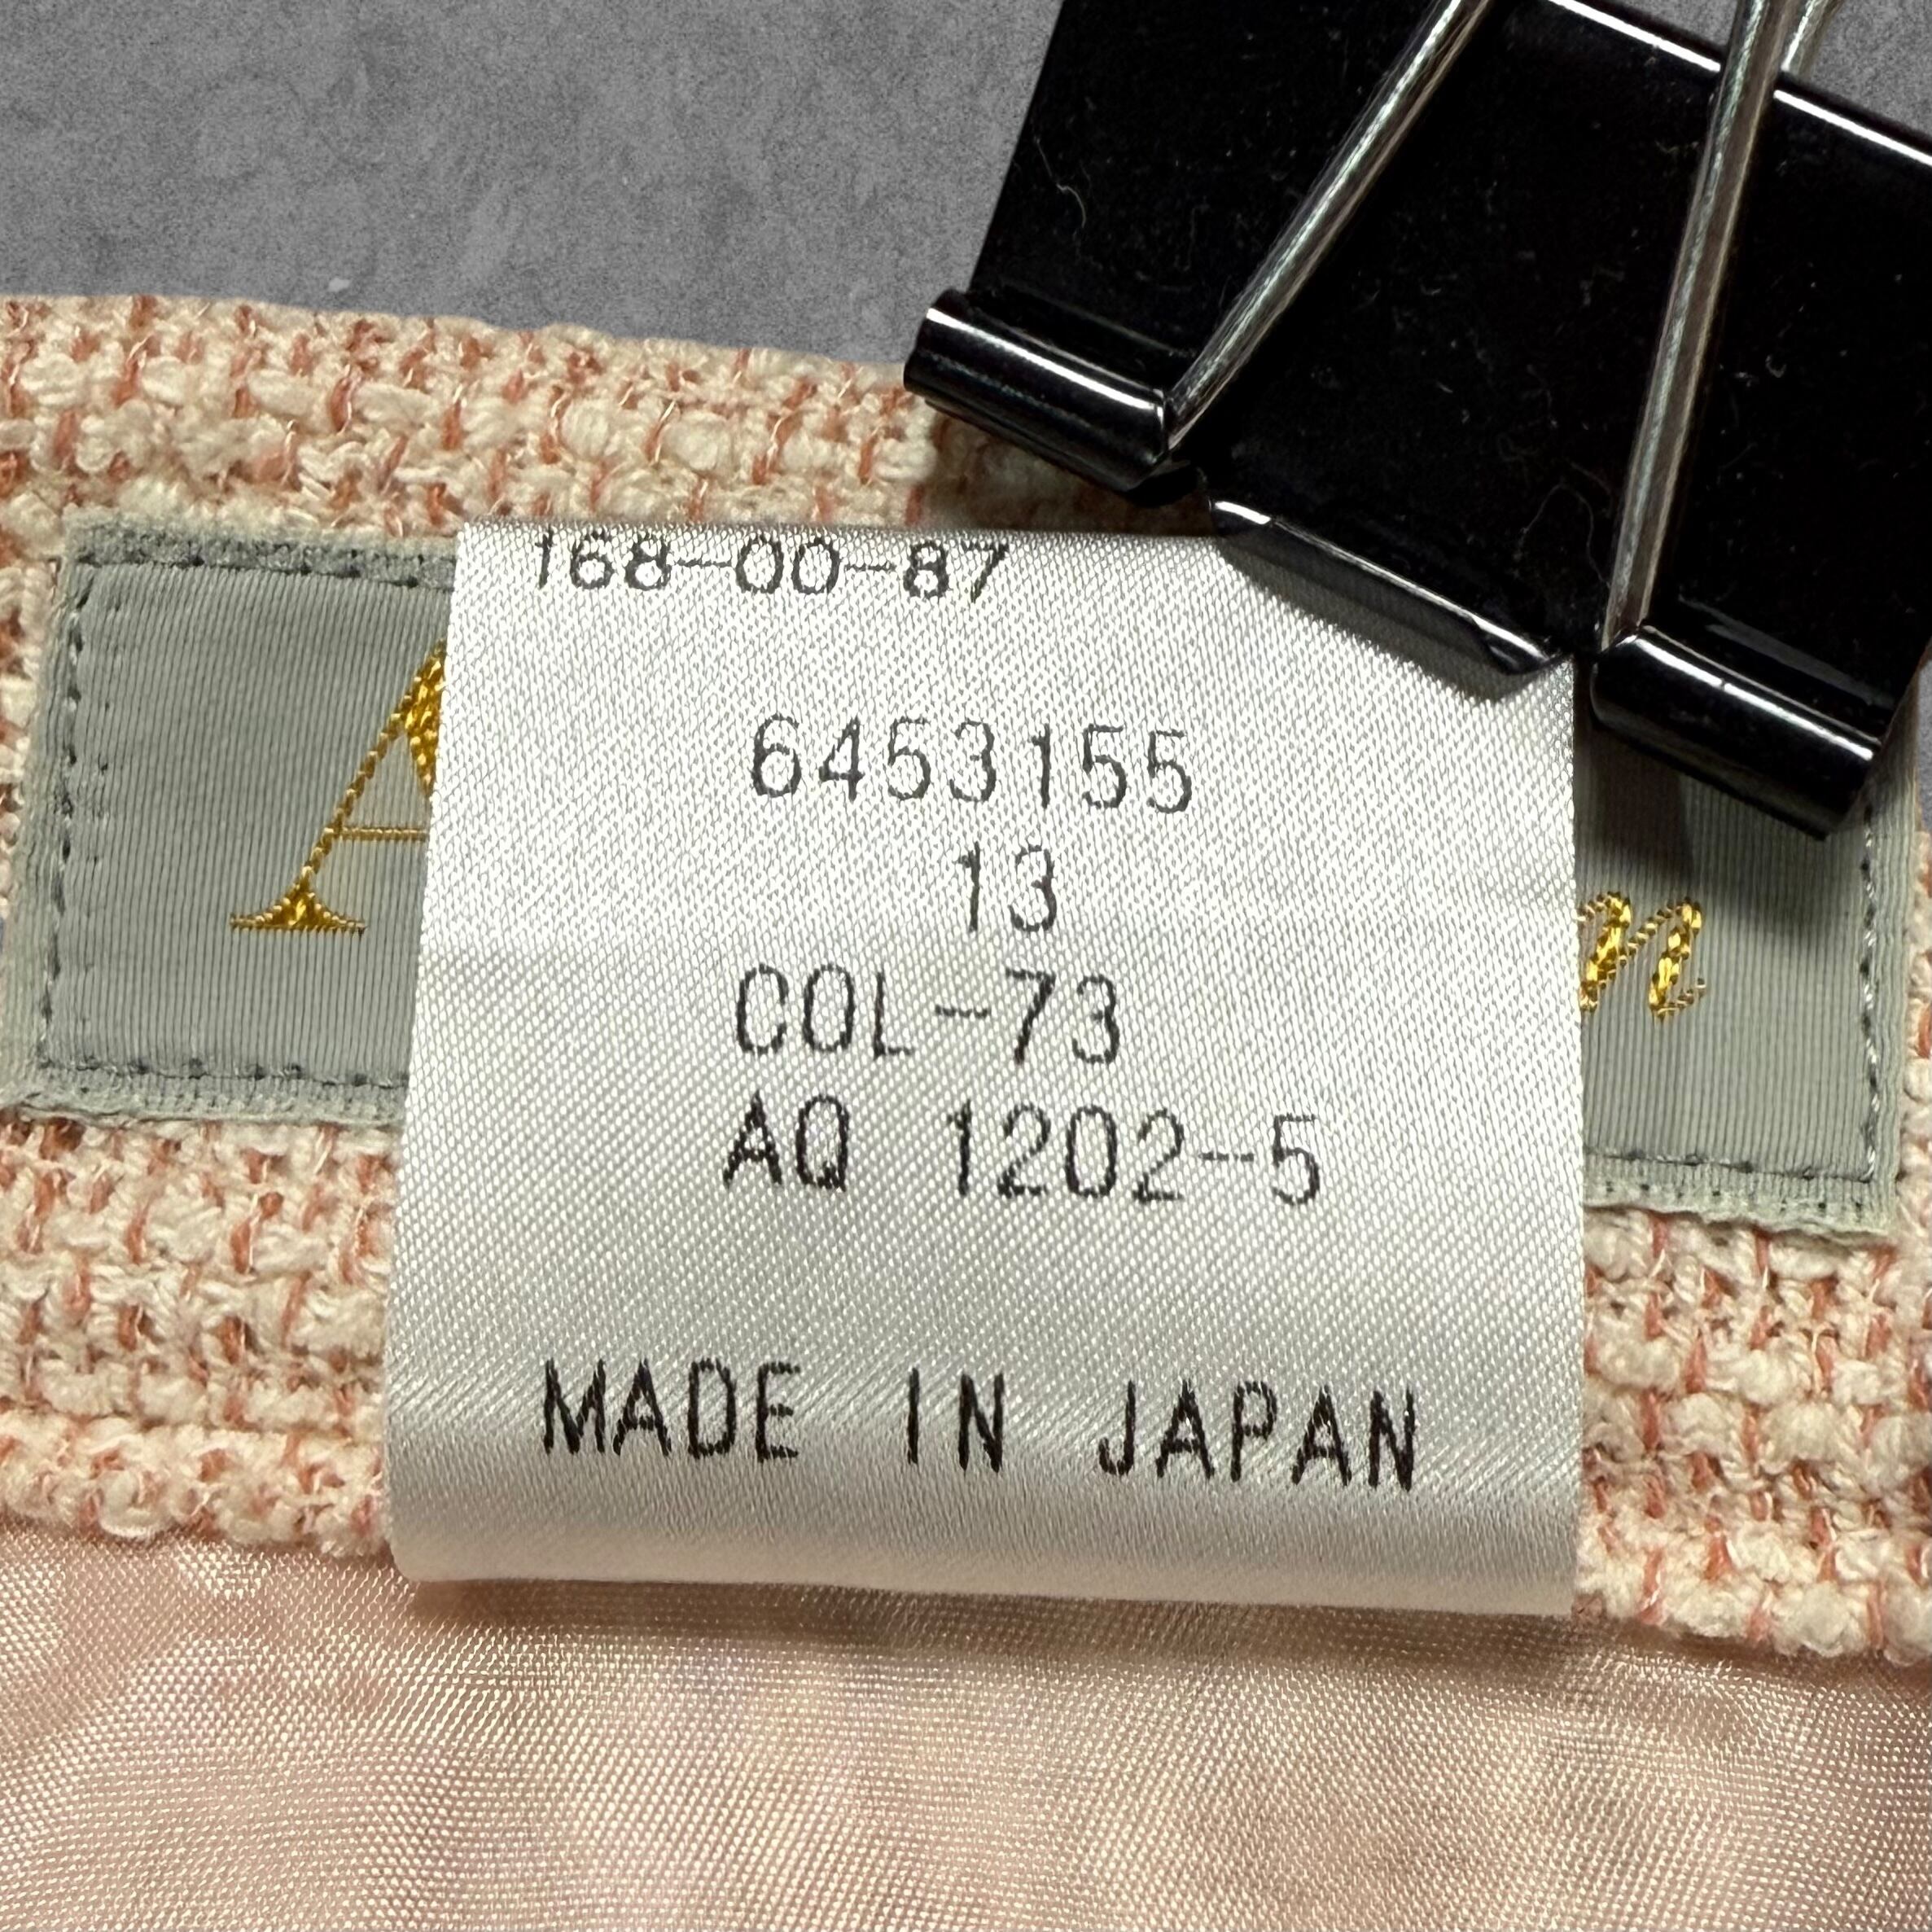 168-00-87
6453155
A
13
n
COL-73
AQ 1202-5
MADE IN JAPAN